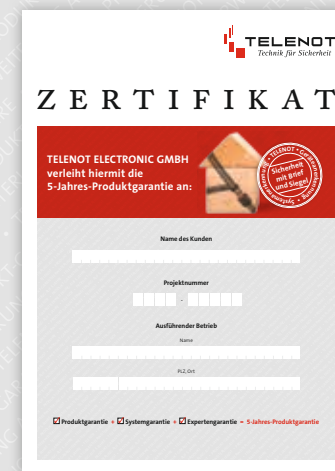 TELENOT
Technik für Sicherheit
ZERTIFIKAT
TELENOT ELECTRONIC GMBH
verleiht hiermit die
5-Jahres-Produktgarantie an:
TELENOT
Sicherheit
mit Brief
und Siegel
Name des Kunden
Projektnummer
-
Ausführender Betrieb
Name
PLZ, Ort
Produktgarantie + Systemgarantie + Expertengarantie = 5-Jahres-Produktgarantie